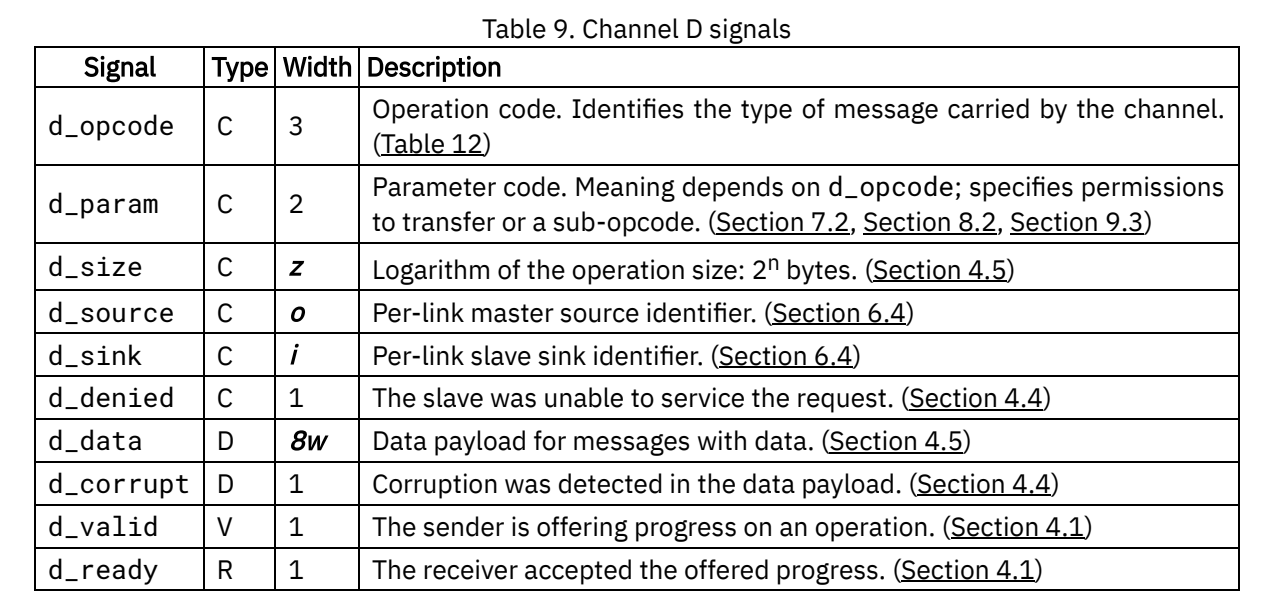 Table 9. Channel D signals
Signal Type Width Description
d_opcode C 3 Operation code. Identifies the type of message carried by the channel.
(Table 12)
d_param C 2 Parameter code. Meaning depends on d_opcode; specifies permissions
to transfer or a sub-opcode. (Section 7.2, Section 8.2, Section 9.3)
d_size C z Logarithm of the operation size: 2ⁿ bytes. (Section 4.5)
d_source C o Per-link master source identifier. (Section 6.4)
d_sink C i Per-link slave sink identifier. (Section 6.4)
d_denied C 1 The slave was unable to service the request. (Section 4.4)
d_data D 8w Data payload for messages with data. (Section 4.5)
d_corrupt D 1 Corruption was detected in the data payload. (Section 4.4)
d_valid V 1 The sender is offering progress on an operation. (Section 4.1)
d_ready R 1 The receiver accepted the offered progress. (Section 4.1)